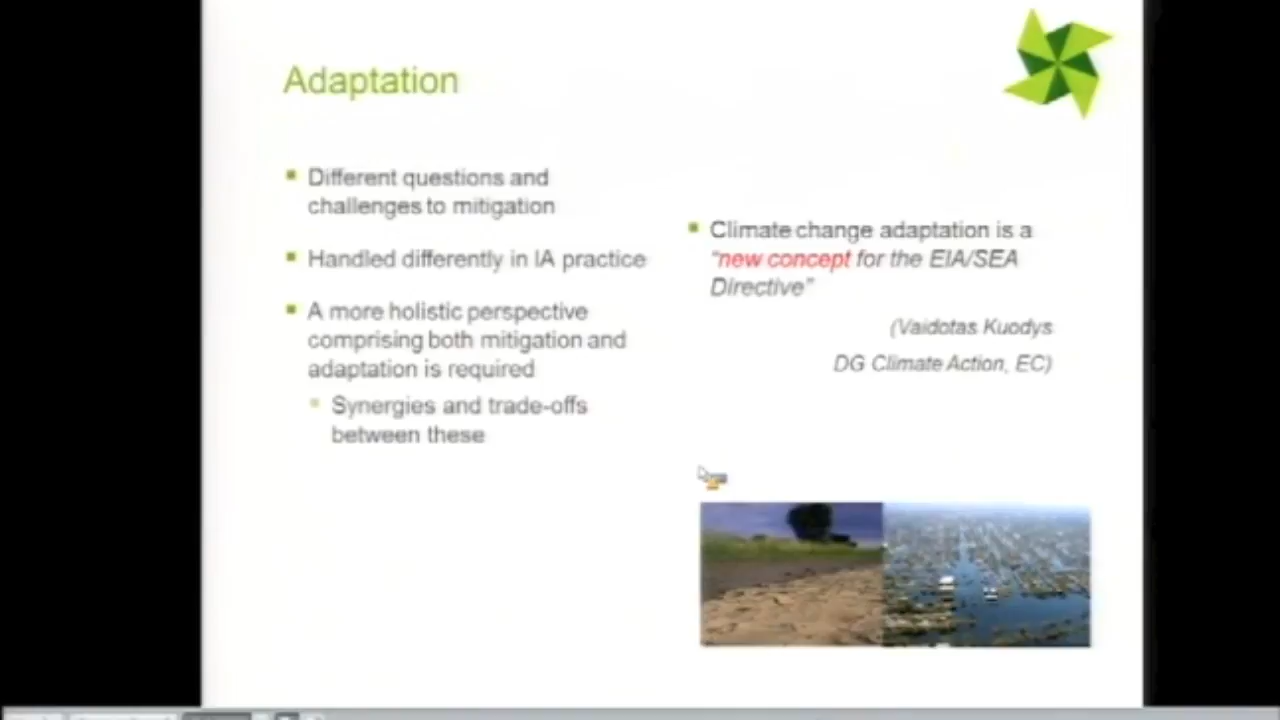 Adaptation
Different questions and
challenges to mitigation
Handled differently in IA practice
A more holistic perspective
comprising both mitigation and
adaptation is required
Synergies and trade-offs
between these
Climate change adaptation is a
"new concept for the EIA/SEA
Directive"
(Vaidotas Kuodys
DG Climate Action, EC)